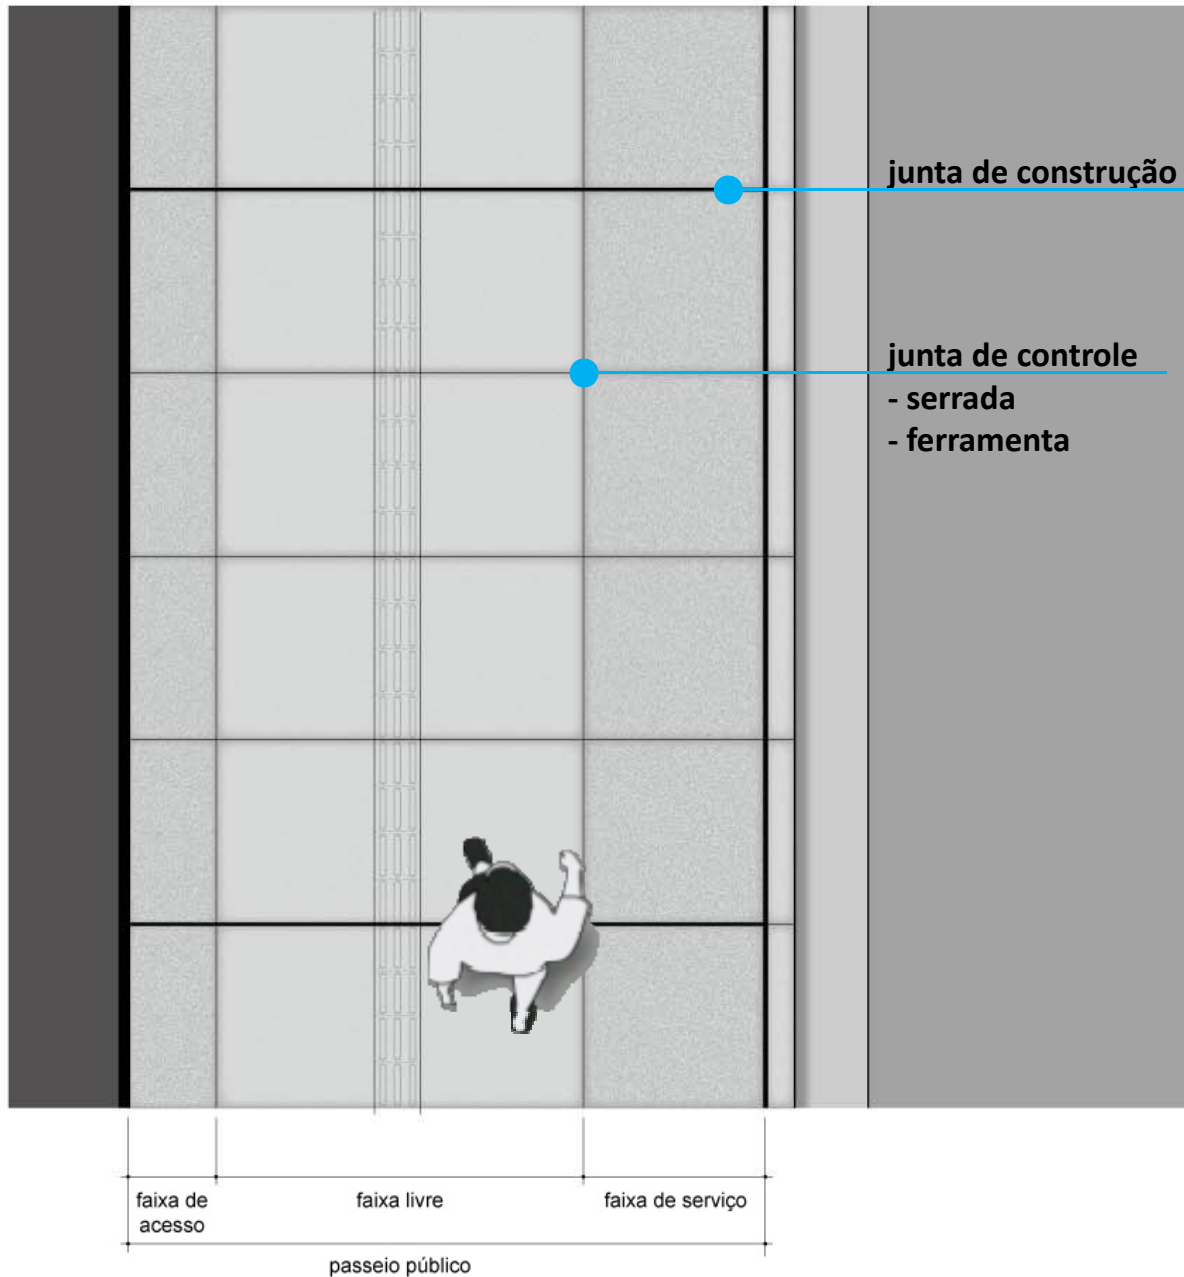 junta de construção
junta de controle
- serrada
- ferramenta
faixa de
acesso
faixa livre
faixa de serviço
passeio público